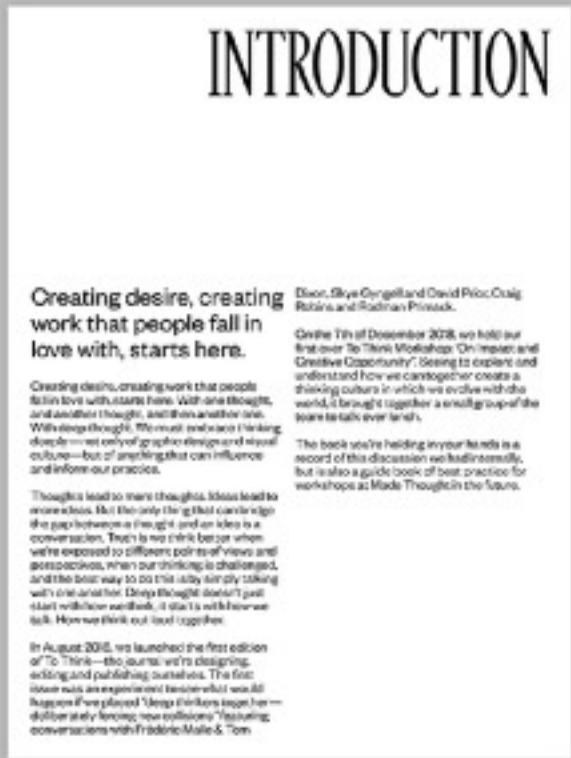 INTRODUCTION
Creating desire, creating
work that people fall in
love with, starts here.
Creating desire, creating work that people
fall in love with, starts here. With one thought,
and another thought, and then another one.
With deep thought. We must embrace thinking
deeply—not only of graphic design and visual
culture—but of anything that can influence
and inform our practice.
Thoughts lead to more thoughts. Ideas lead to
more ideas. But the only thing that can bridge
the gap between a thought and an idea is a
conversation. Truth is we think better when
we're exposed to different points of views and
perspectives, when our thinking is challenged,
and the best way to do this is by simply talking
with one another. Deep thought doesn't just
start with how we think, it starts with how we
talk. How we think out loud together.
In August 2018, we launched the first edition
of To Think—the journal we're designing,
editing and publishing ourselves. The first
issue was an experiment to see what would
happen if we placed "deep thinkers together—
deliberately forcing new collisions" featuring
conversations with Frédéric Malle & Tom
Dixon, Skye Gyngell and David Prior, Craig
Robins and Rodman Primack.
On the 7th of December 2018, we held our
first ever To Think Workshop: 'On Impact and
Creative Opportunity'. Seeing to explore and
understand how we can together create a
thinking culture in which we evolve with the
world, it brought together a small group of the
team to talk over lunch.
The book you're holding in your hands is a
record of this discussion we had internally,
but is also a guide book of best practice for
workshops at Made Thought in the future.